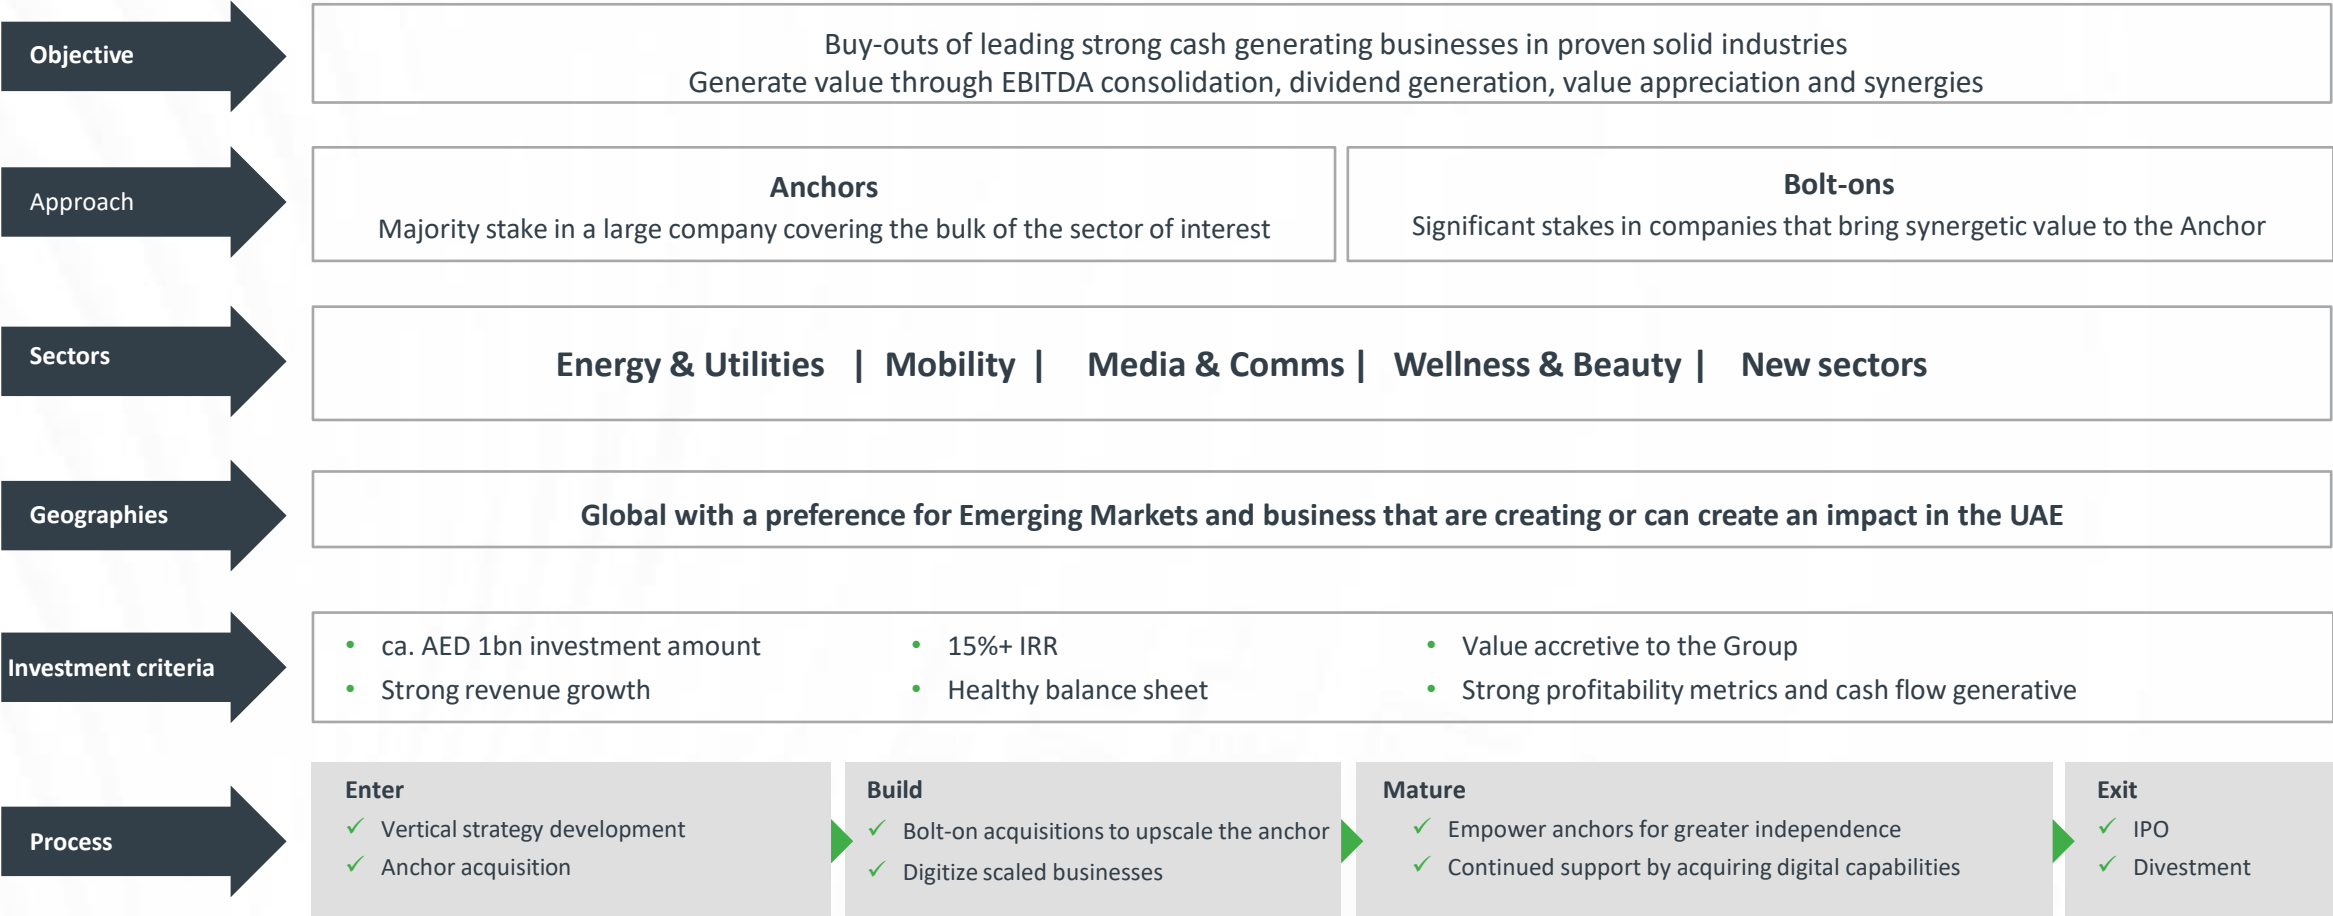 Objective
Buy-outs of leading strong cash generating businesses in proven solid industries
Generate value through EBITDA consolidation, dividend generation, value appreciation and synergies
Approach
Anchors
Majority stake in a large company covering the bulk of the sector of interest
Bolt-ons
Significant stakes in companies that bring synergetic value to the Anchor
Sectors
Energy & Utilities | Mobility | Media & Comms | Wellness & Beauty | New sectors
Geographies
Global with a preference for Emerging Markets and business that are creating or can create an impact in the UAE
Investment criteria
• ca. AED 1bn investment amount
• Strong revenue growth
• 15%+ IRR
• Healthy balance sheet
• Value accretive to the Group
• Strong profitability metrics and cash flow generative
Process
Enter
✓ Vertical strategy development
✓ Anchor acquisition
Build
✓ Bolt-on acquisitions to upscale the anchor
✓ Digitize scaled businesses
Mature
✓ Empower anchors for greater independence
✓ Continued support by acquiring digital capabilities
Exit
✓ IPO
✓ Divestment